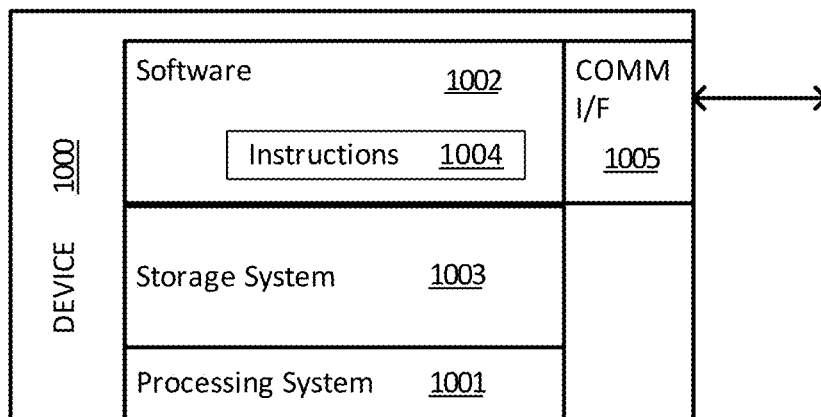 Software 1002
COMM
I/F
1005
Instructions 1004
DEVICE 1000
Storage System 1003
Processing System 1001